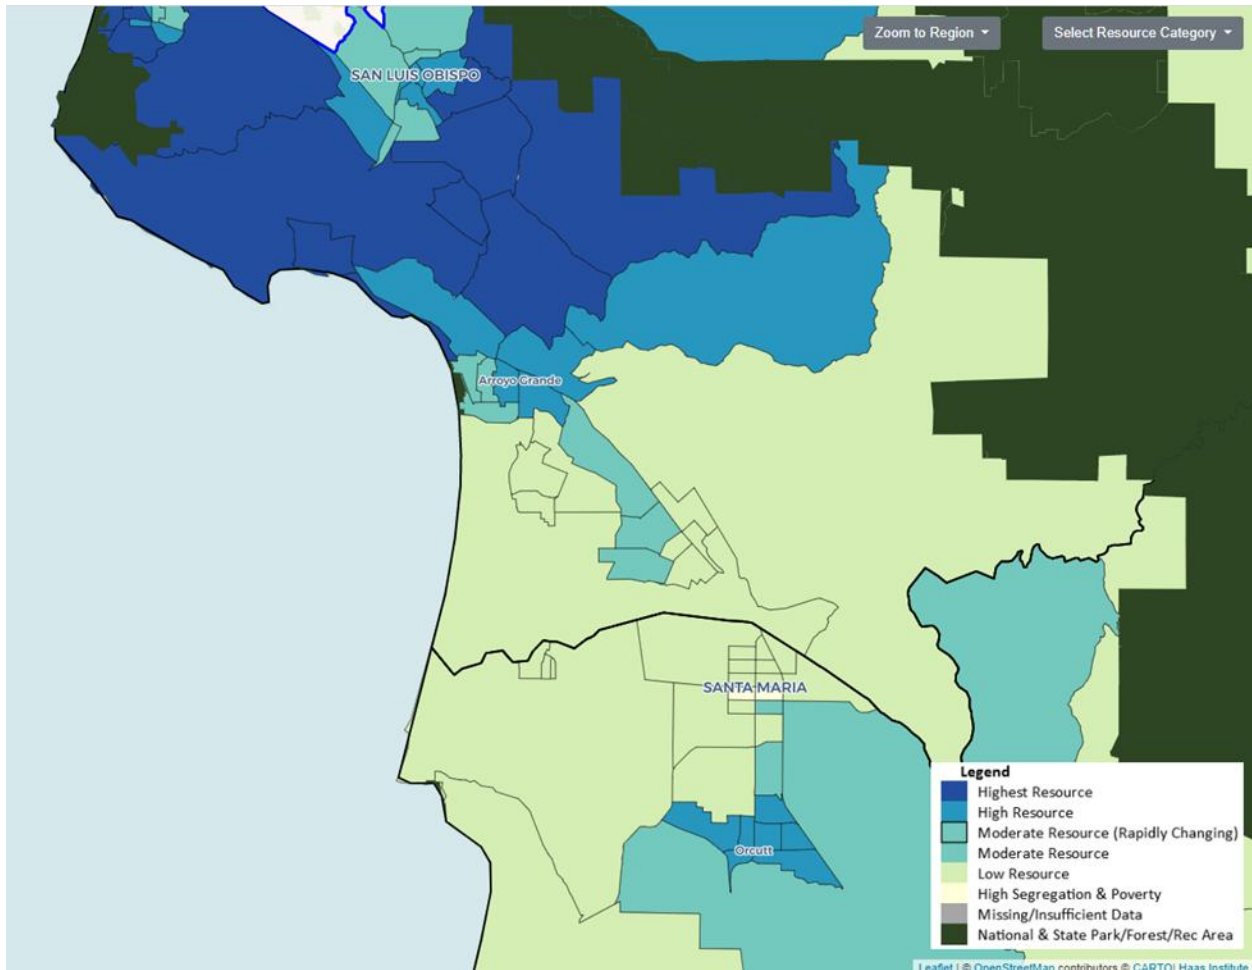 Zoom to Region
Select Resource Category
SAN LUIS OBISPO
Arroyo Grande
SANTA MARIA
Orcutt
Legend
Highest Resource
High Resource
Moderate Resource (Rapidly Changing)
Moderate Resource
Low Resource
High Segregation & Poverty
Missing/Insufficient Data
National & State Park/Forest/Rec Area
Leaflet | © OpenStreetMap contributors © CARTO, Haas Institute